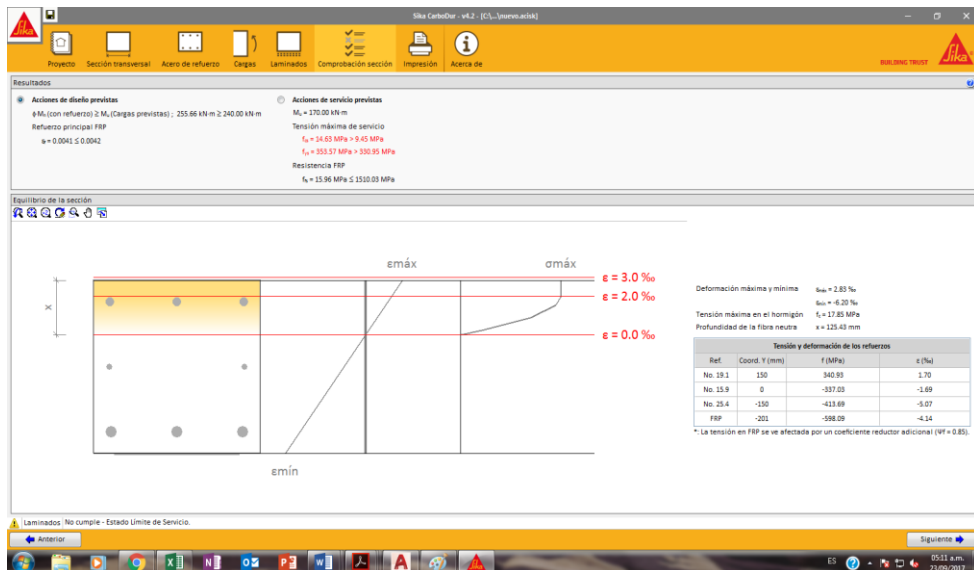 Sika CarboDur - v4.2 - [C:\...\nuevo.acisk]
Proyecto
Sección transversal
Acero de refuerzo
Cargas
Laminados
Comprobación sección
Impresión
Acerca de
BUILDING TRUST
Sika
Resultados
Acciones de diseño previstas
ϕ·Mₙ(con refuerzo) ≥ Mᵤ(Cargas previstas) ; 255.66 kN·m ≥ 240.00 kN·m
Refuerzo principal FRP
= 0.0041 ≤ 0.0042
Acciones de servicio previstas
= 170.00 kN·m
Tensión máxima de servicio
= 14.63 MPa > 9.45 MPa
= 353.57 MPa > 330.95 MPa
Resistencia FRP
= 15.96 MPa ≤ 1510.03 MPa
Equilibrio de la sección
εmáx
σmáx
ε = 3.0 ‰
ε = 2.0 ‰
ε = 0.0 ‰
x
εmín
Deformación máxima y mínima
εmáx = 2.83 ‰
εmín = -6.20 ‰
Tensión máxima en el hormigón
= 17.85 MPa
Profundidad de la fibra neutra
x = 125.43 mm
Tensión y deformación de los refuerzos
Ref. Coord. Y (mm) f (MPa) ε (‰)
No. 19.1 150 340.93 1.70
No. 15.9 0 -337.03 -1.69
No. 25.4 -150 -413.69 -5.07
FRP -201 -598.09 -4.14
*: La tensión en FRP se ve afectada por un coeficiente reductor adicional (Ψf = 0.85).
Laminados No cumple - Estado Límite de Servicio.
Anterior
Siguiente
ES
05:11 a.m.
23/09/2017